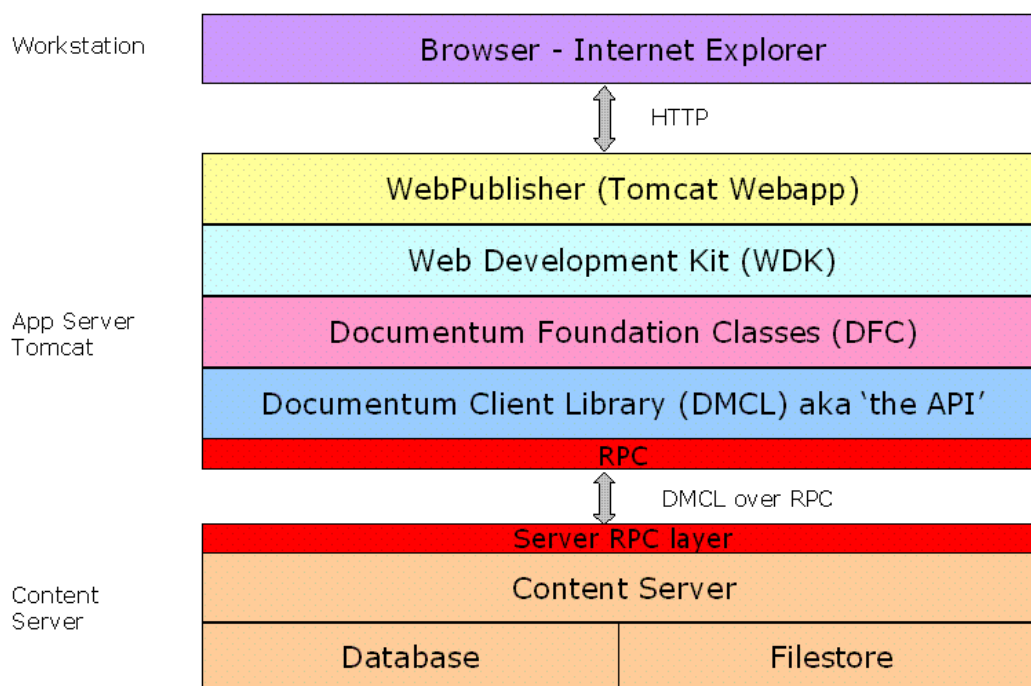 Workstation
Browser - Internet Explorer
HTTP
WebPublisher (Tomcat Webapp)
Web Development Kit (WDK)
App Server
Tomcat
Documentum Foundation Classes (DFC)
Documentum Client Library (DMCL) aka ‘the API’
RPC
DMCL over RPC
Server RPC layer
Content
Server
Content Server
Database
Filestore